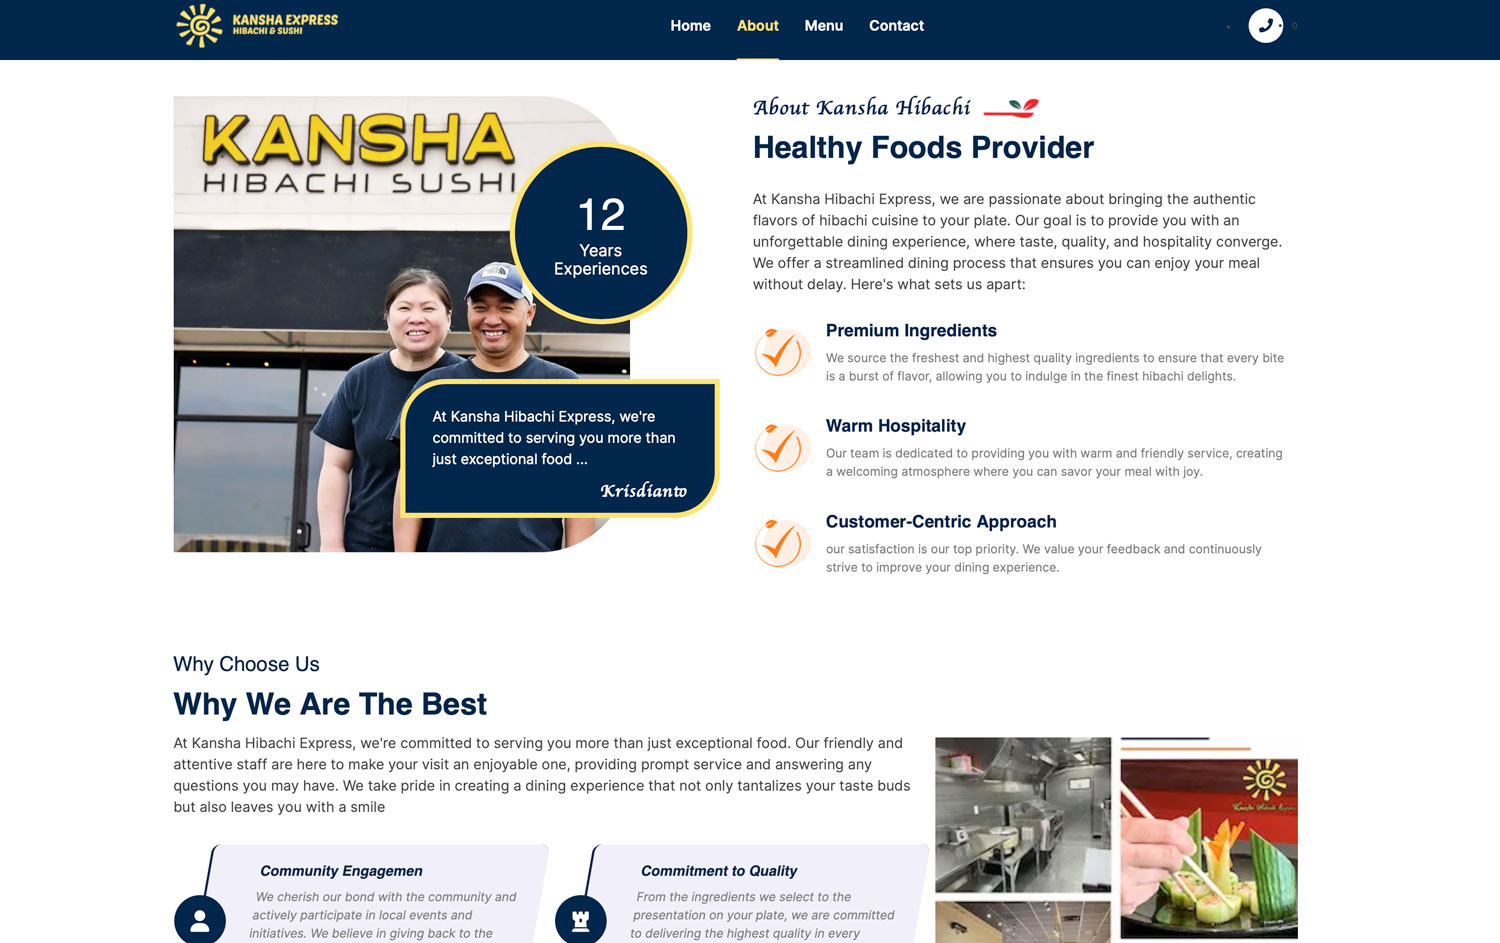 KANSHA EXPRESS
HIBACHI & SUSHI
Home
About
Menu
Contact
0
KANSHA
HIBACHI SUSHI
12
Years
Experiences
At Kansha Hibachi Express, we're
committed to serving you more than
just exceptional food ...
Krisdianto
About Kansha Hibachi
Healthy Foods Provider
At Kansha Hibachi Express, we are passionate about bringing the authentic
flavors of hibachi cuisine to your plate. Our goal is to provide you with an
unforgettable dining experience, where taste, quality, and hospitality converge.
We offer a streamlined dining process that ensures you can enjoy your meal
without delay. Here's what sets us apart:
Premium Ingredients
We source the freshest and highest quality ingredients to ensure that every bite
is a burst of flavor, allowing you to indulge in the finest hibachi delights.
Warm Hospitality
Our team is dedicated to providing you with warm and friendly service, creating
a welcoming atmosphere where you can savor your meal with joy.
Customer-Centric Approach
our satisfaction is our top priority. We value your feedback and continuously
strive to improve your dining experience.
Why Choose Us
Why We Are The Best
At Kansha Hibachi Express, we're committed to serving you more than just exceptional food. Our friendly and
attentive staff are here to make your visit an enjoyable one, providing prompt service and answering any
questions you may have. We take pride in creating a dining experience that not only tantalizes your taste buds
but also leaves you with a smile
Community Engagemen
We cherish our bond with the community and
actively participate in local events and
initiatives. We believe in giving back to the
Commitment to Quality
From the ingredients we select to the
presentation on your plate, we are committed
to delivering the highest quality in every